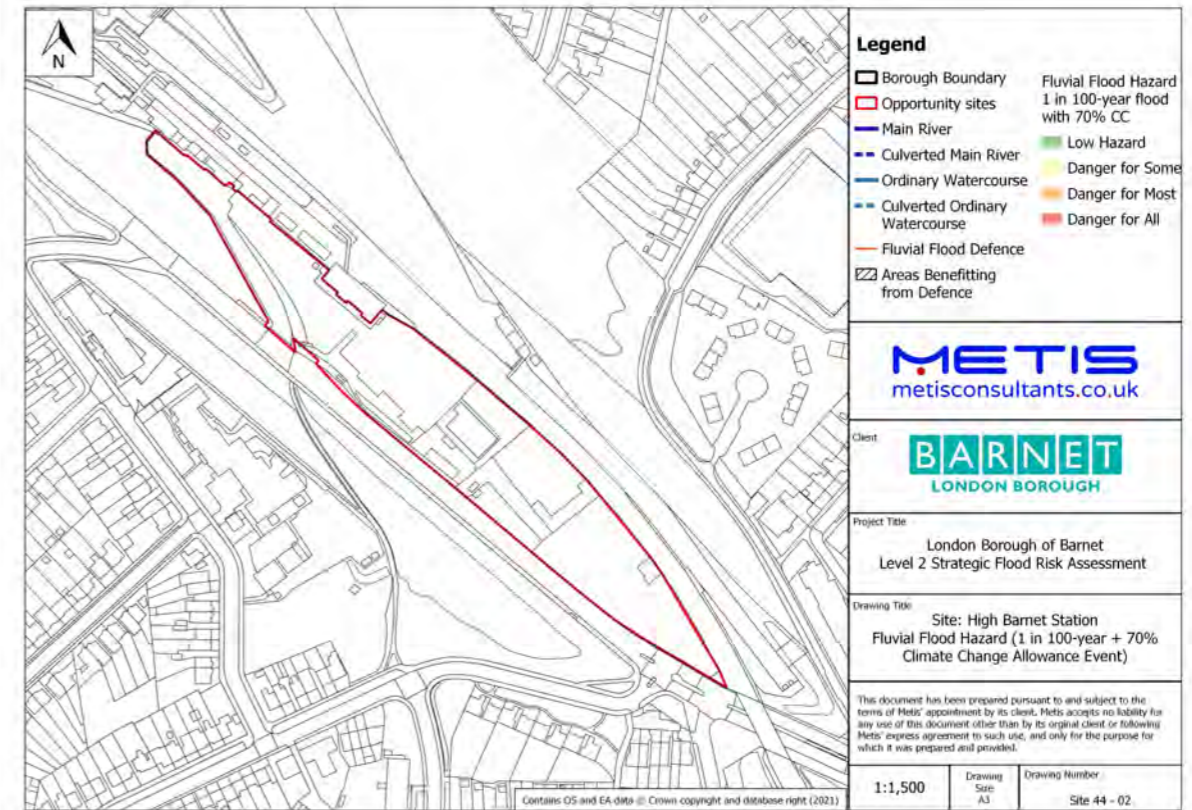 N
Legend
Borough Boundary
Opportunity sites
Main River
Culverted Main River
Ordinary Watercourse
Culverted Ordinary
Watercourse
Fluvial Flood Defence
Areas Benefitting
from Defence
Fluvial Flood Hazard
1 in 100-year flood
with 70% CC
Low Hazard
Danger for Some
Danger for Most
Danger for All
METIS
metisconsultants.co.uk
Client
BARNET
LONDON BOROUGH
Project Title
London Borough of Barnet
Level 2 Strategic Flood Risk Assessment
Drawing Title
Site: High Barnet Station
Fluvial Flood Hazard (1 in 100-year + 70%
Climate Change Allowance Event)
This document has been prepared pursuant to and subject to the
terms of Metis' appointment by its client. Metis accepts no liability for
any use of this document other than by its orginal client or following
Metis' express agreement to such use, and only for the purpose for
which it was prepared and provided.
1:1,500
Drawing
Size
A3
Drawing Number
Site 44 - 02
Contains OS and EA data © Crown copyright and database right (2021)